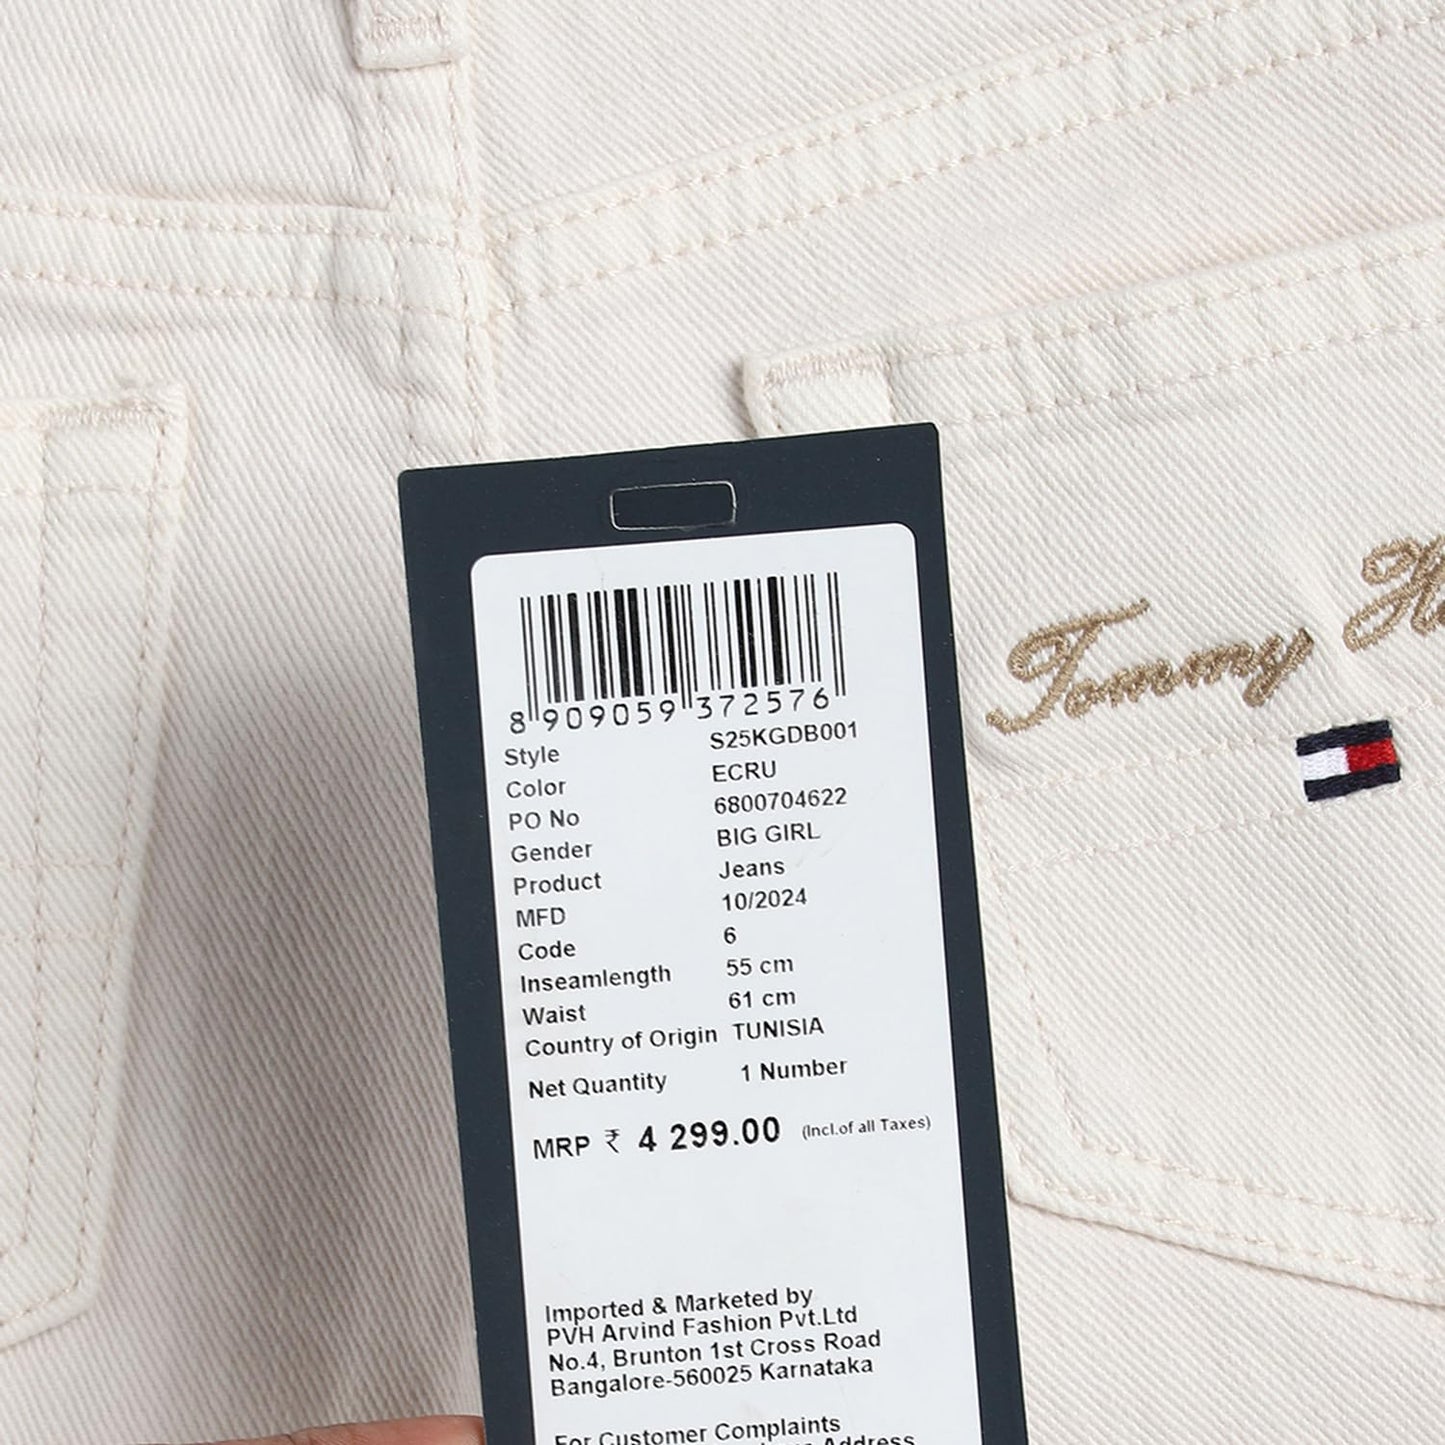 Tommy
8 909059 372576
Style S25KGDB001
Color ECRU
PO No 6800704622
Gender BIG GIRL
Product Jeans
MFD 10/2024
Code 6
Inseamlength 55 cm
Waist 61 cm
Country of Origin TUNISIA
Net Quantity 1 Number
MRP ₹ 4 299.00 (Incl.of all Taxes)
Imported & Marketed by
PVH Arvind Fashion Pvt.Ltd
No.4, Brunton 1st Cross Road
Bangalore-560025 Karnataka
For Customer Complaints
Address